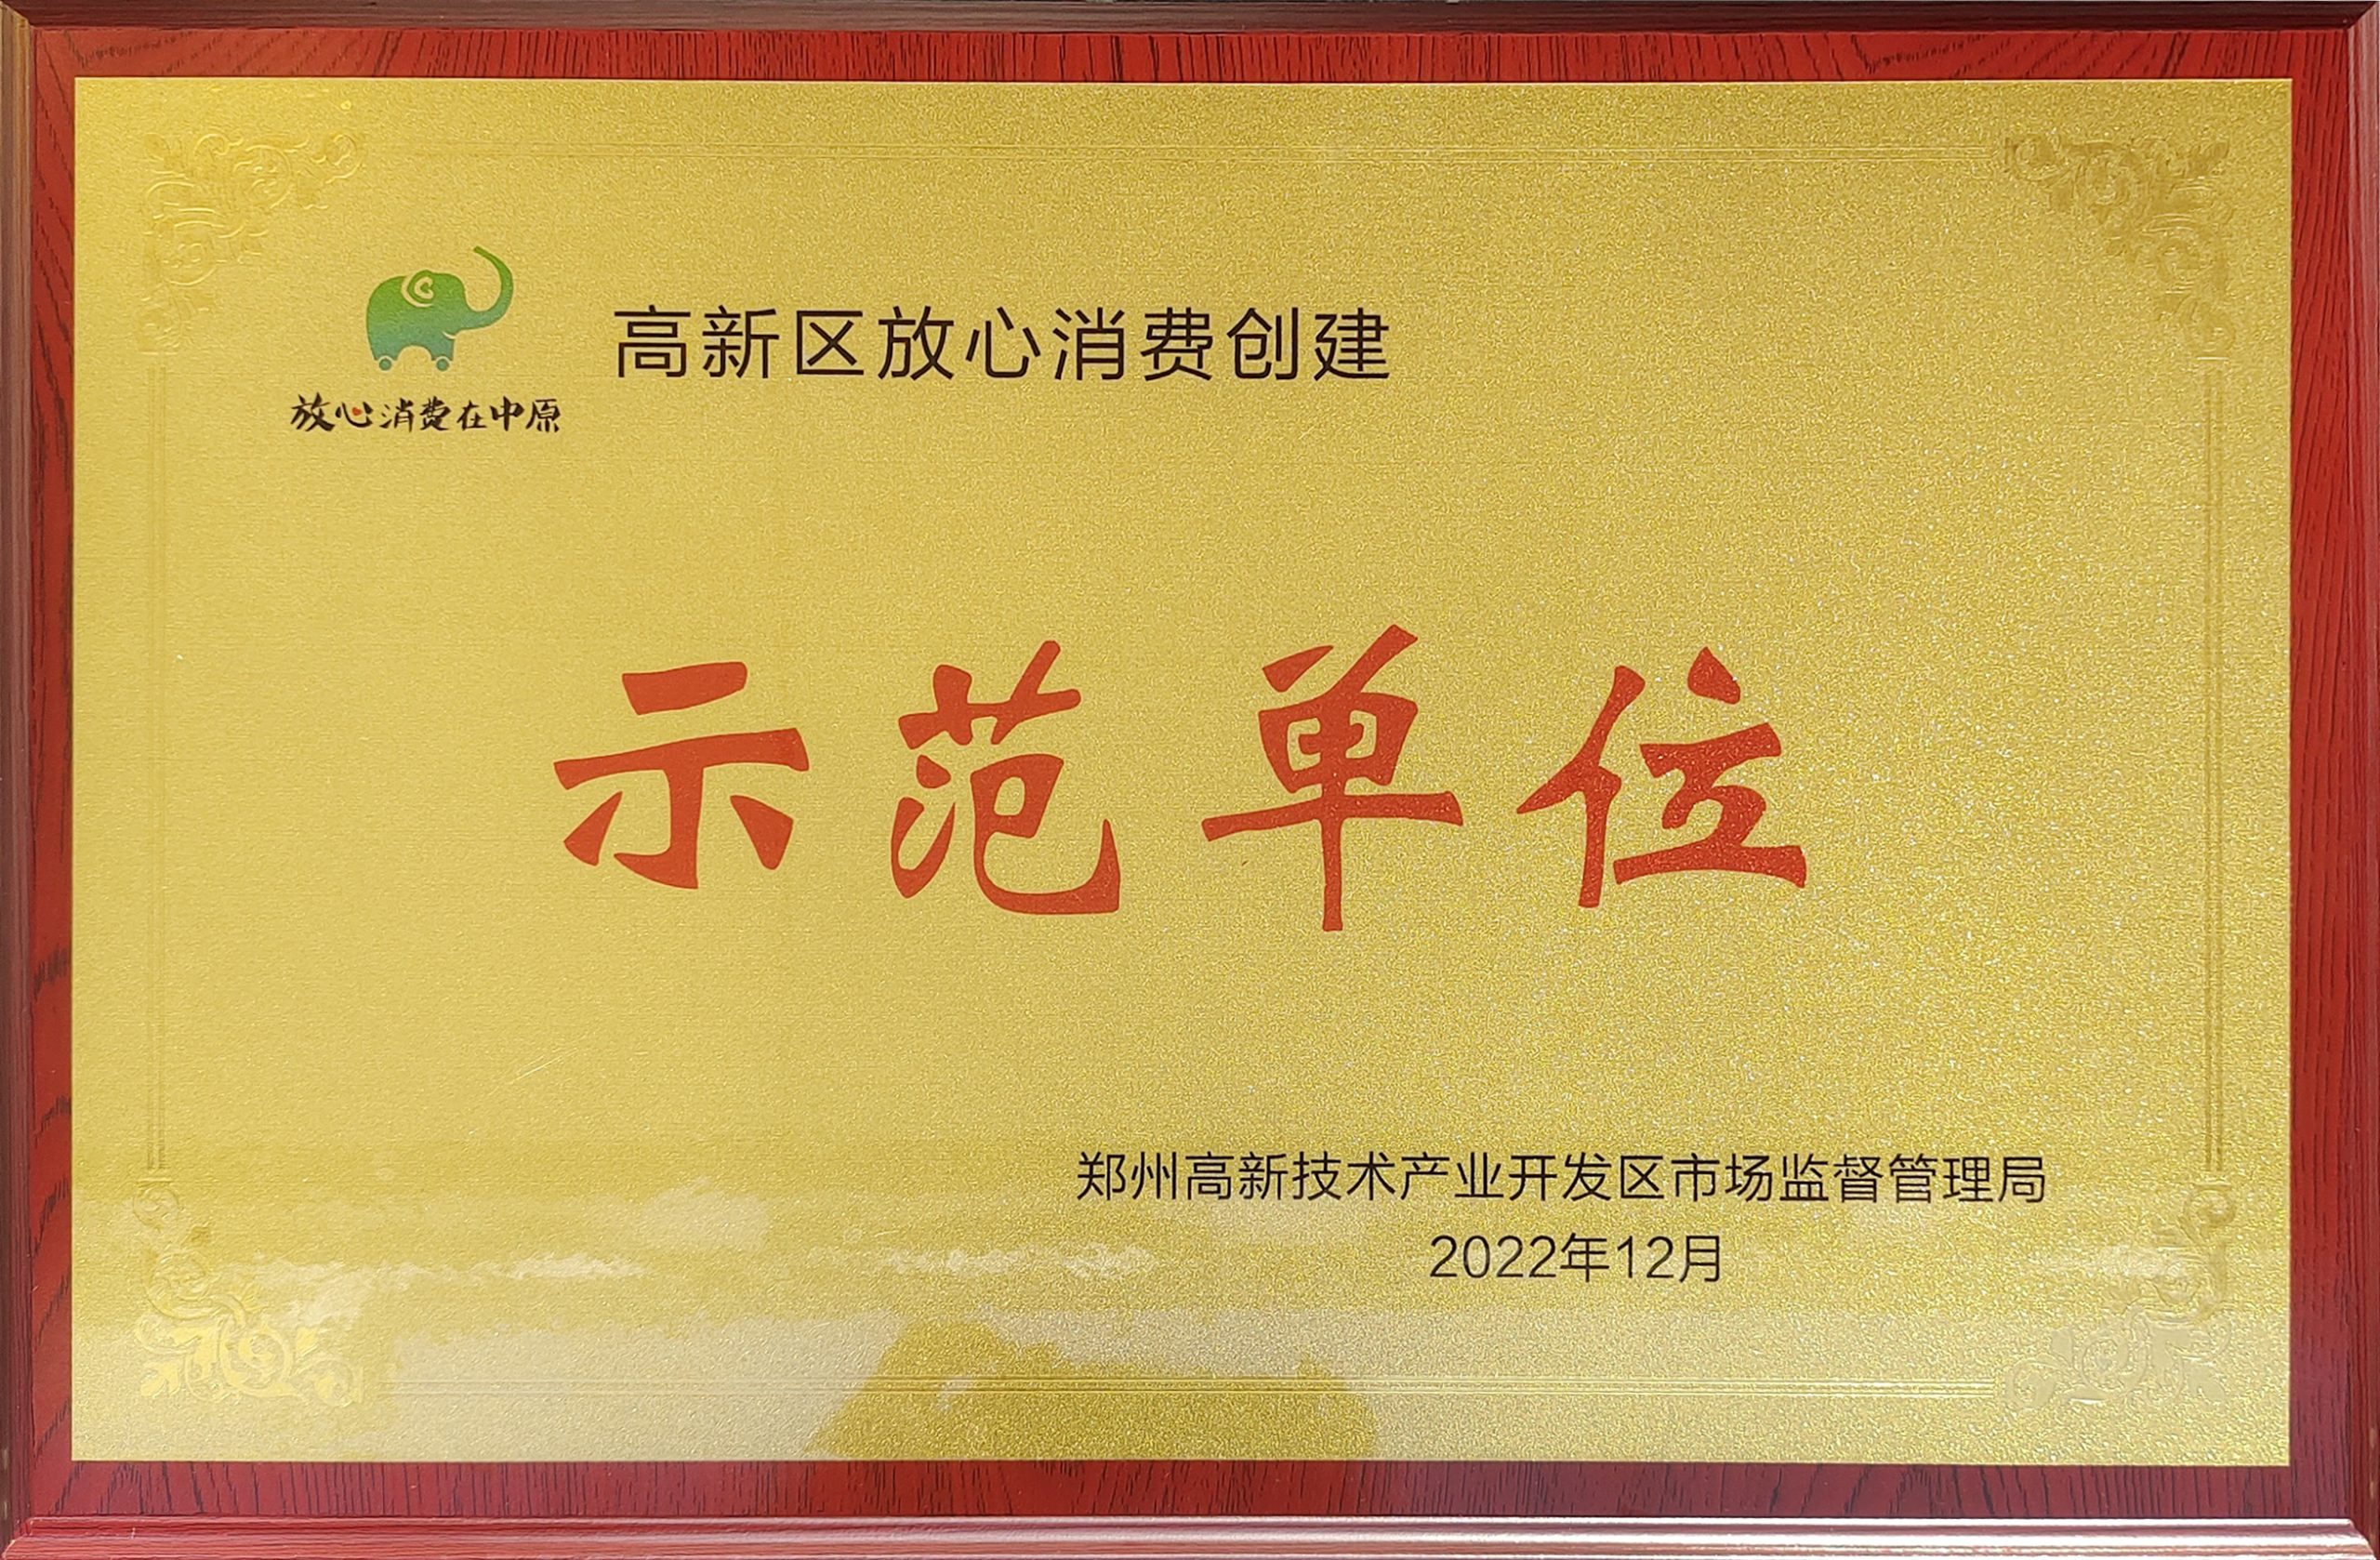 高新区放心消费创建
放心消费在中原
示范单位
郑州高新技术产业开发区市场监督管理局
2022年12月